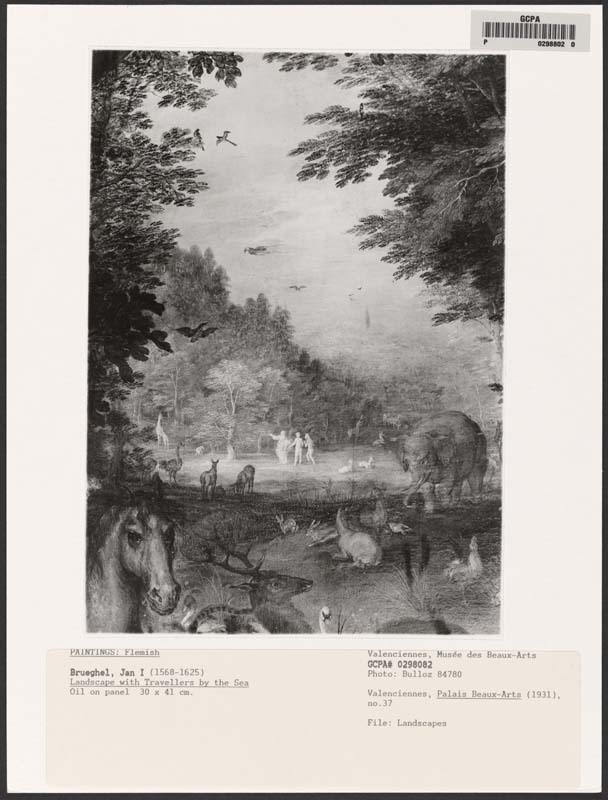 GCPA
P 0298802 0
PAINTINGS: Flemish
Brueghel, Jan I (1568-1625)
Landscape with Travellers by the Sea
Oil on panel 30 x 41 cm.
Valenciennes, Musée des Beaux-Arts
GCPA# 0298082
Photo: Bulloz 84780
Valenciennes, Palais Beaux-Arts (1931),
no.37
File: Landscapes